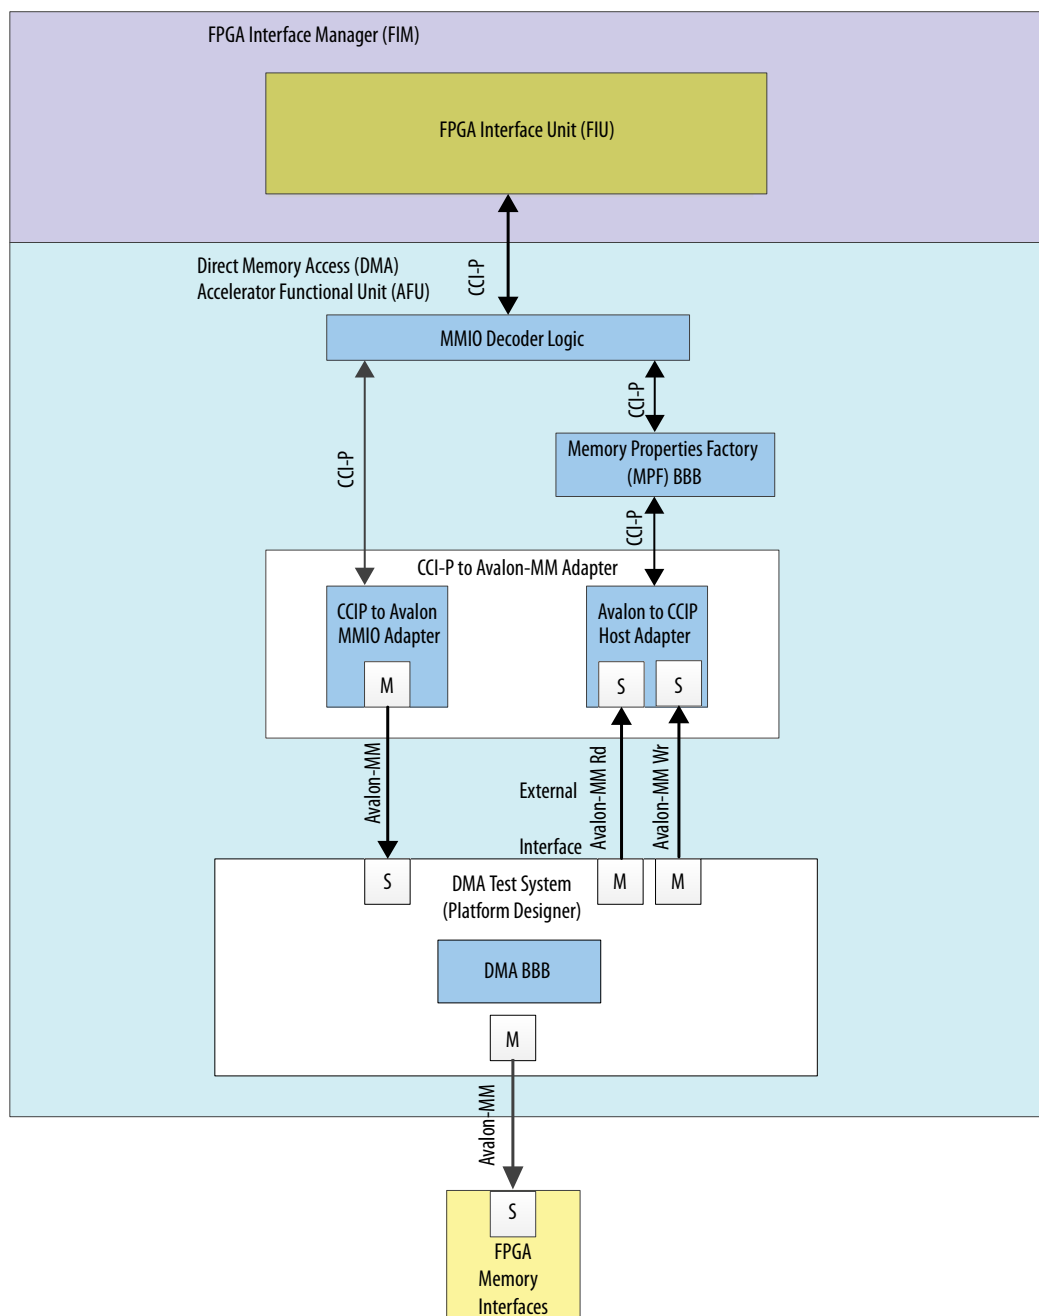 FPGA Interface Manager (FIM)
FPGA Interface Unit (FIU)
CCI-P
Direct Memory Access (DMA)
Accelerator Functional Unit (AFU)
MMIO Decoder Logic
CCI-P
CCI-P
Memory Properties Factory
(MPF) BBB
CCI-P
CCI-P to Avalon-MM Adapter
CCIP to Avalon
MMIO Adapter
M
Avalon to CCIP
Host Adapter
S
S
Avalon-MM
External
Interface
Avalon-MM Rd
Avalon-MM Wr
S
M
M
DMA Test System
(Platform Designer)
DMA BBB
M
Avalon-MM
S
FPGA
Memory
Interfaces